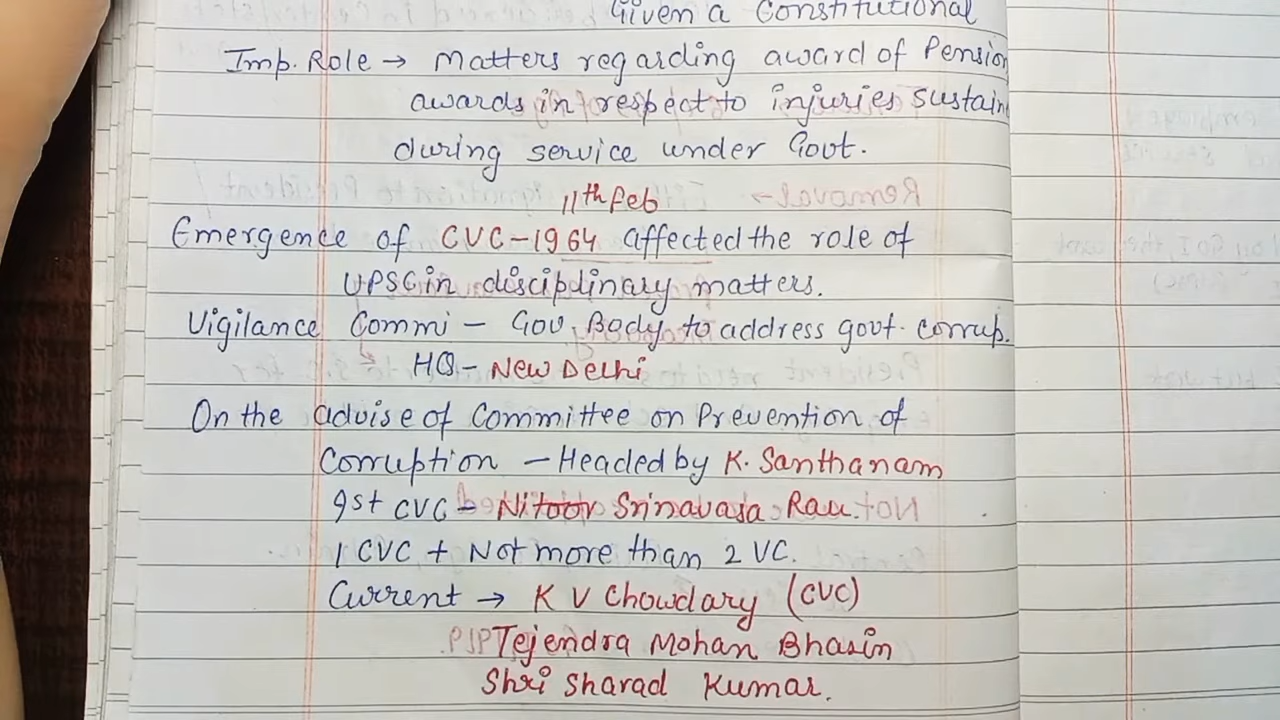 Given a Constitutional
Imp. Role → matters regarding award of Pension
awards in respect to injuries sustain
during service under Govt.
11th Feb
Emergence of CVC-1964 affected the role of
UPSC in disciplinary matters.
Vigilance Commi - Gov. Body to address govt. corrup.
HQ - New Delhi
On the advise of Committee on Prevention of
Corruption - Headed by K. Santhanam
1st CVC - Nitoor Srinavasa Rau
1 CVC + Not more than 2 VC.
Current → K V Chowdary (CVC)
Tejendra Mohan Bhasin
Shri Sharad Kumar.